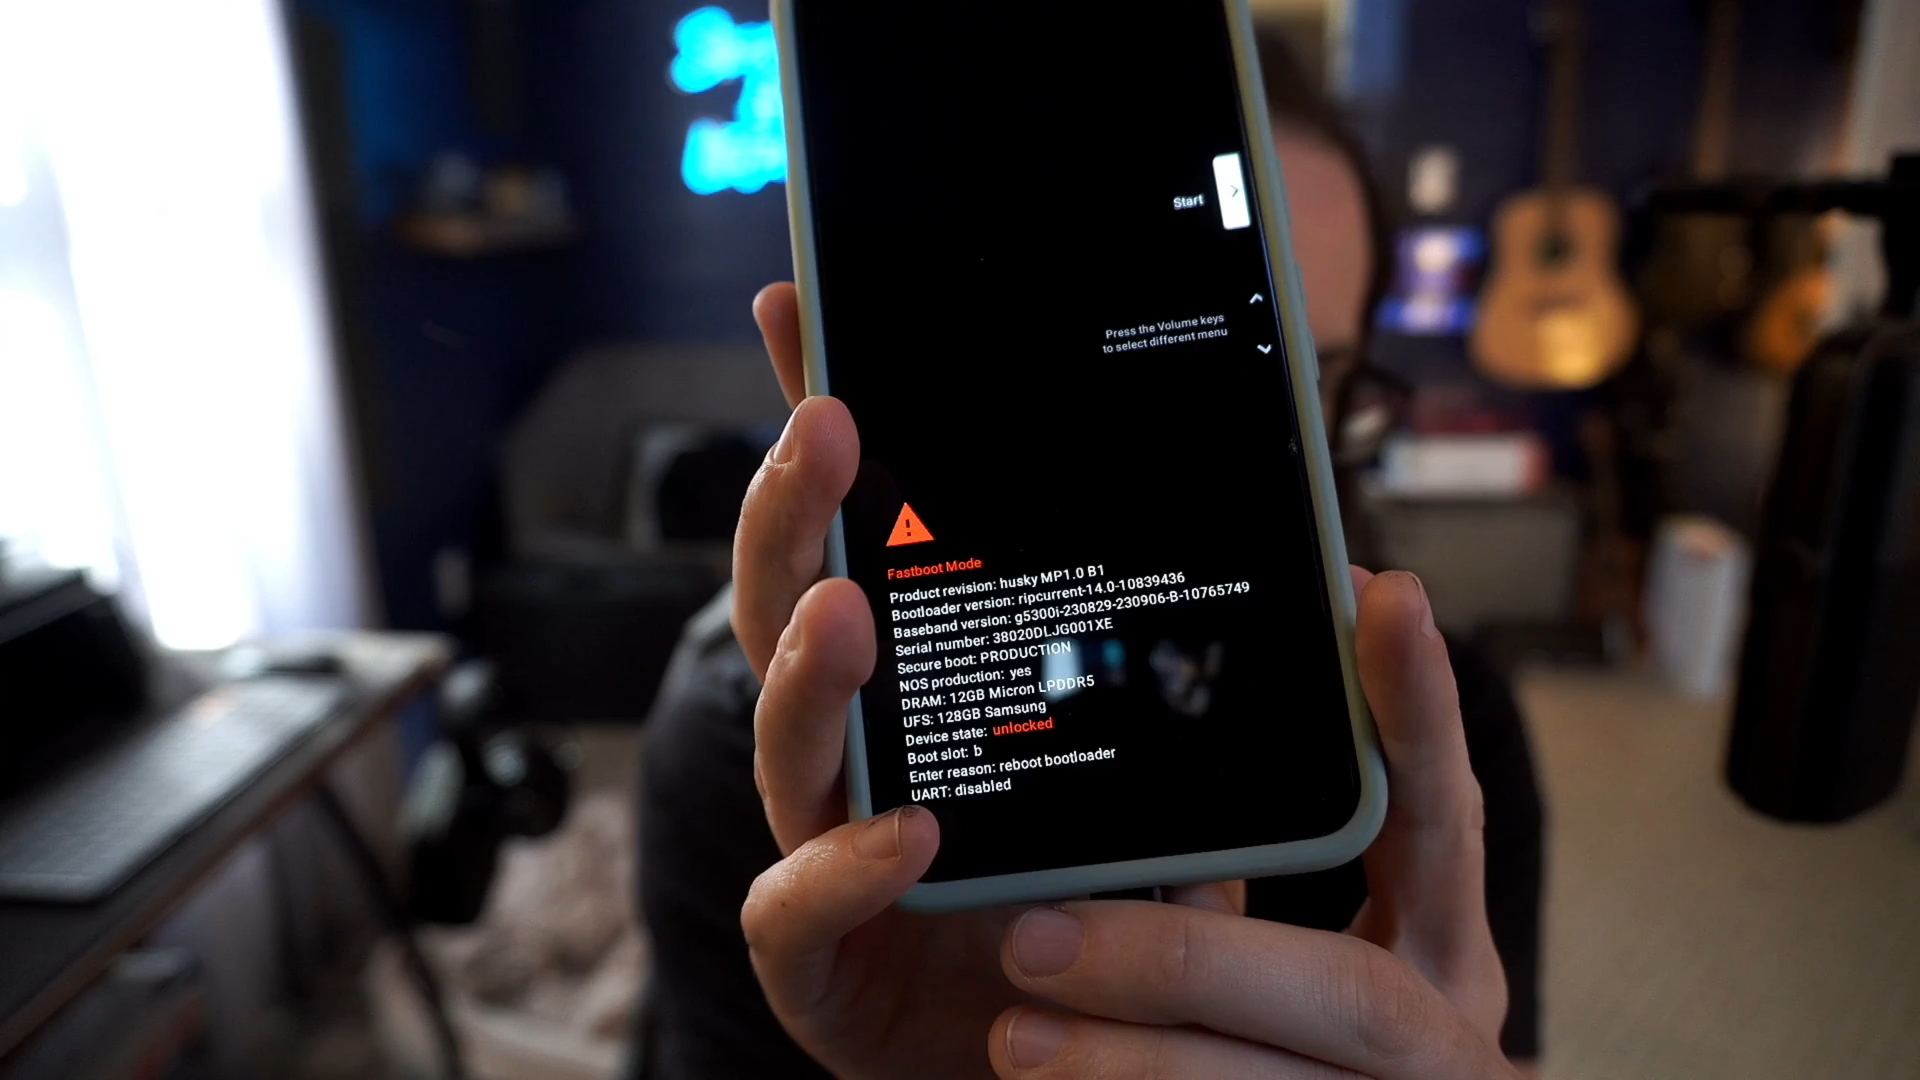 Start
Press the Volume keys
to select different menu
Fastboot Mode
Product revision: husky MP1.0 B1
Bootloader version: ripcurrent-14.0-10839436
Baseband version: g5300i-230829-230906-B-10765749
Serial number: 38020DLJG001XE
Secure boot: PRODUCTION
NOS production: yes
DRAM: 12GB Micron LPDDR5
UFS: 128GB Samsung
Device state: unlocked
Boot slot: b
Enter reason: reboot bootloader
UART: disabled